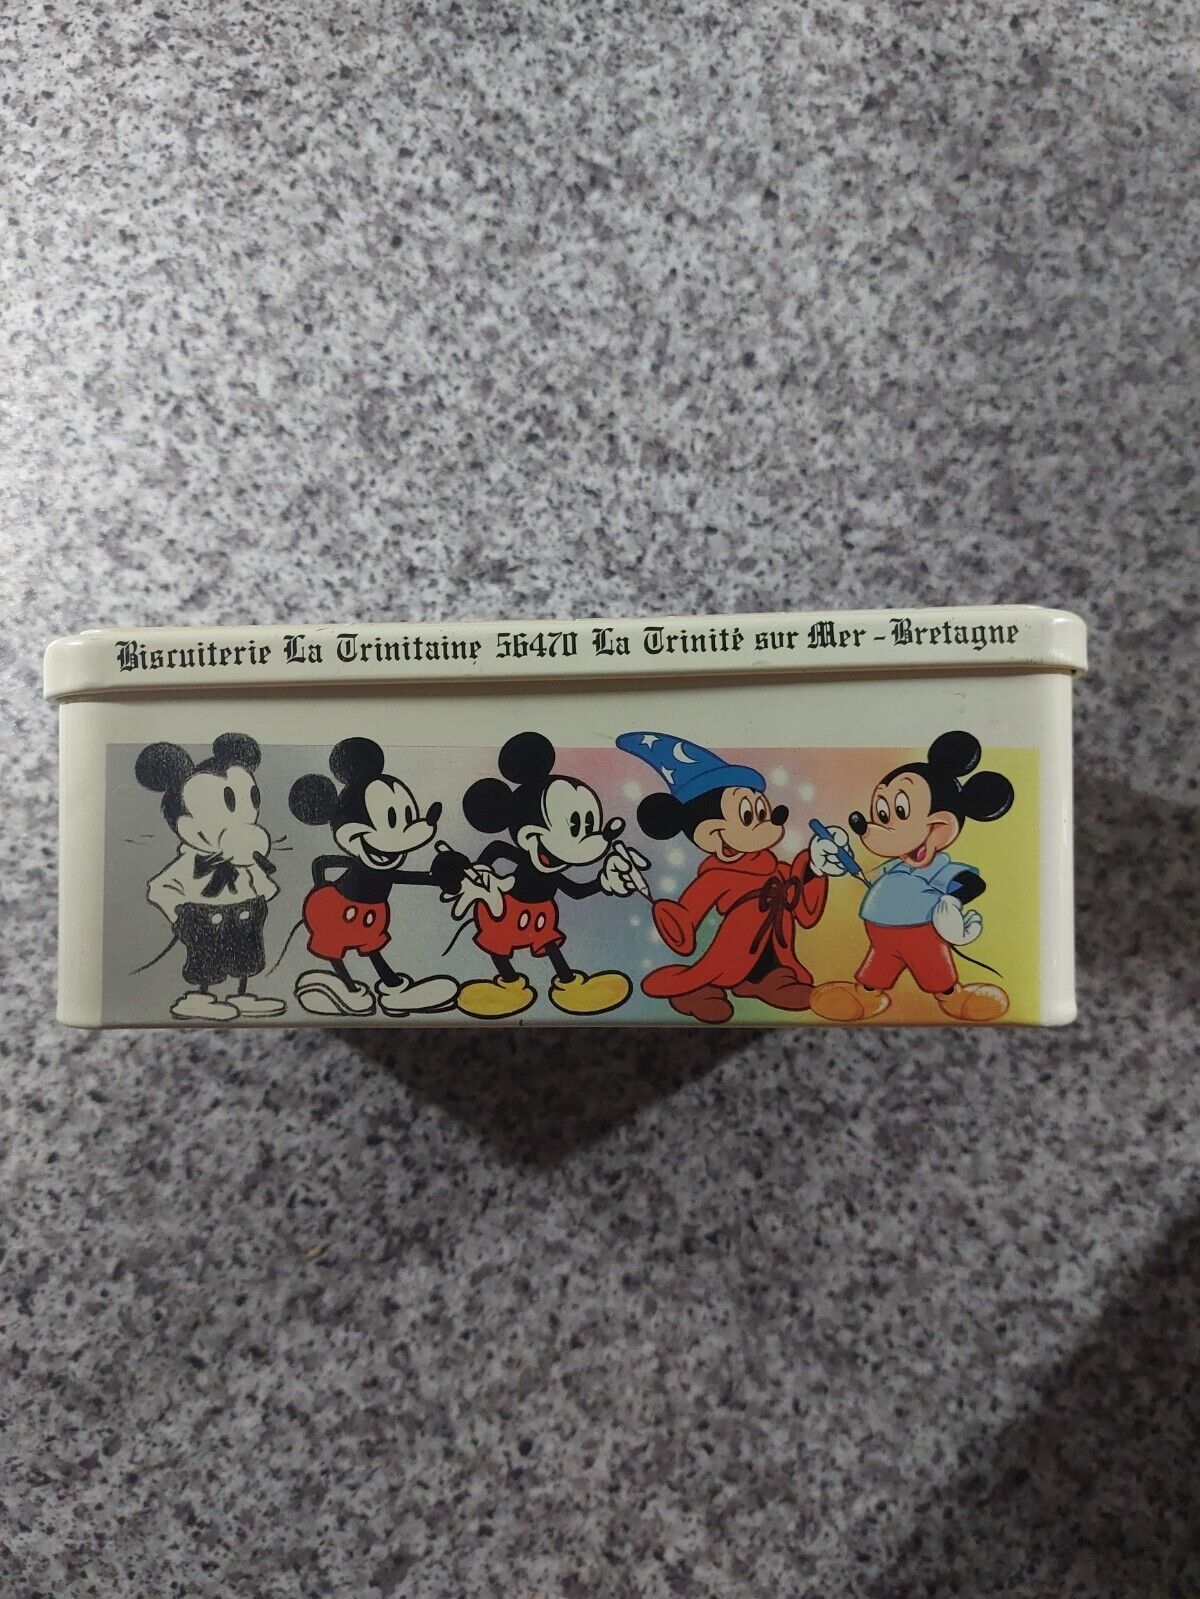 Biscuiterie La Trinitaine 56470 La Trinité sur Mer - Bretagne